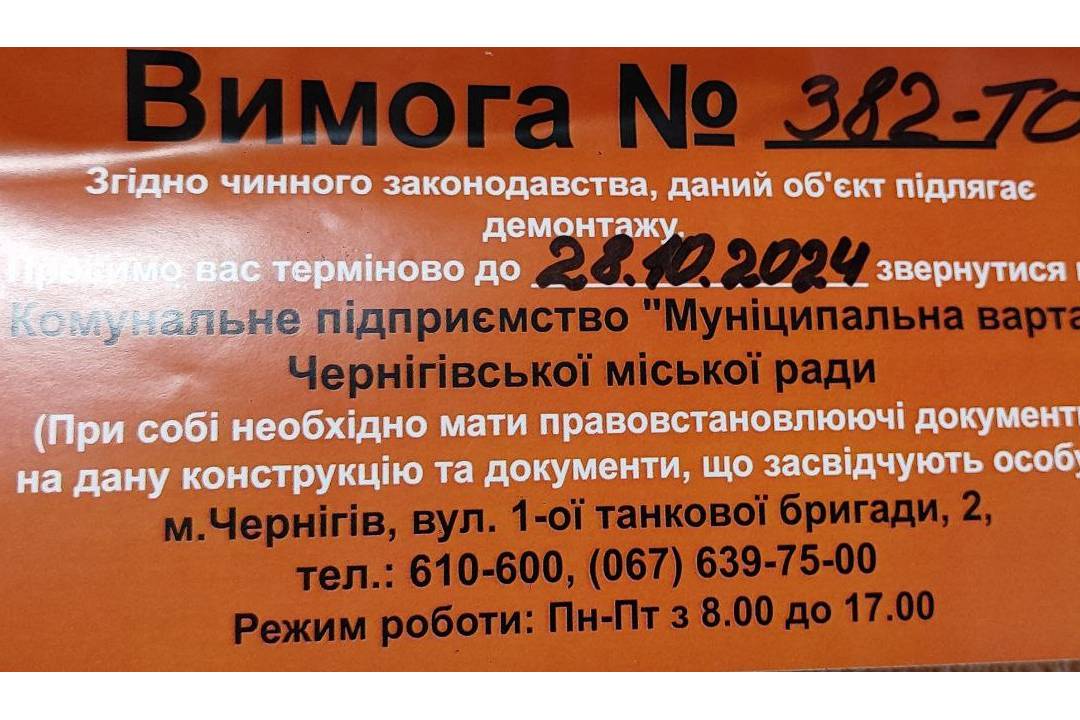 Вимога № 382-ТО
Згідно чинного законодавства, даний об'єкт підлягає
демонтажу.
Просимо вас терміново до 28.10.2024 звернутися
Комунальне підприємство "Муніципальна варта
Чернігівської міської ради
(При собі необхідно мати правовстановлюючі документи
на дану конструкцію та документи, що засвідчують особу
м.Чернігів, вул. 1-ої танкової бригади, 2,
тел.: 610-600, (067) 639-75-00
Режим роботи: Пн-Пт з 8.00 до 17.00